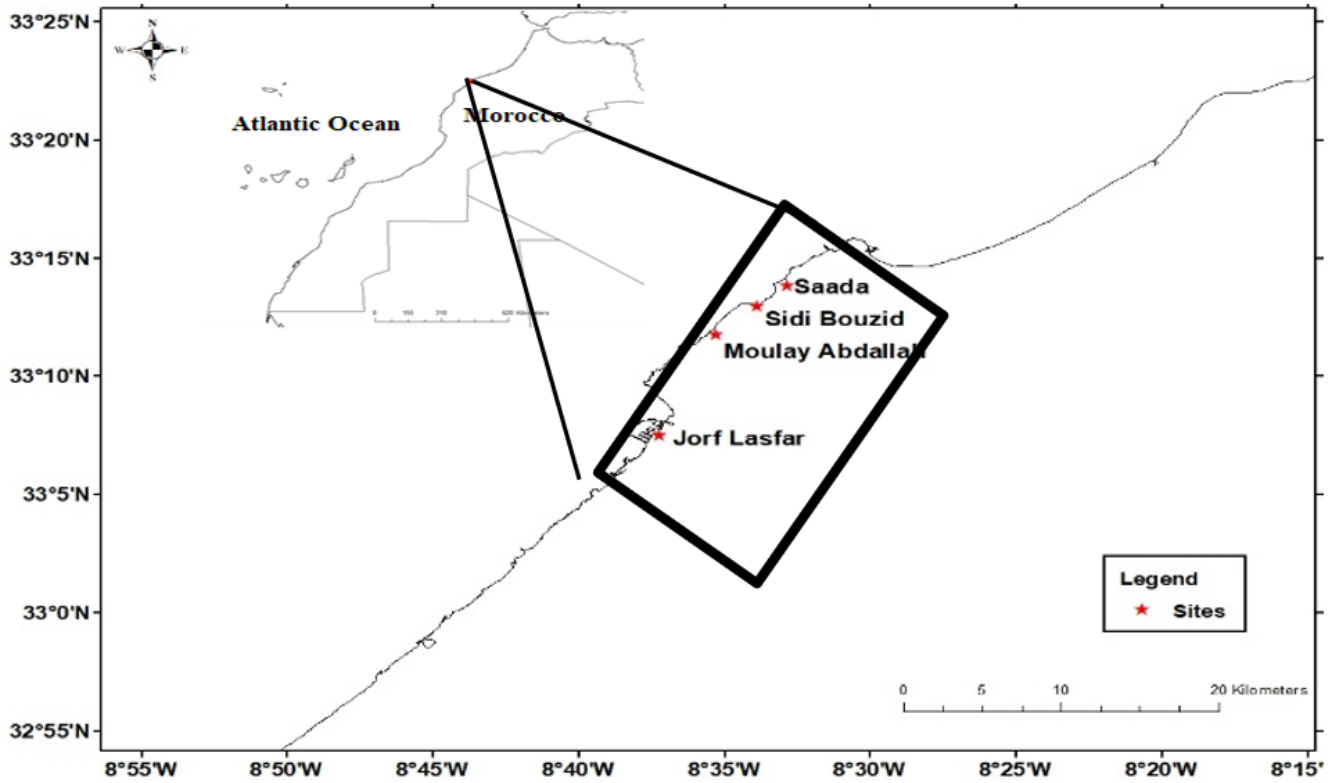 33°25'N
N
W E
S
33°20'N
Atlantic Ocean
Morocco
33°15'N
Saada
Sidi Bouzid
Moulay Abdallah
33°10'N
Jorf Lasfar
33°5'N
33°0'N
Legend
Sites
0 5 10 20 Kilometers
32°55'N
8°55'W 8°50'W 8°45'W 8°40'W 8°35'W 8°30'W 8°25'W 8°20'W 8°15'W